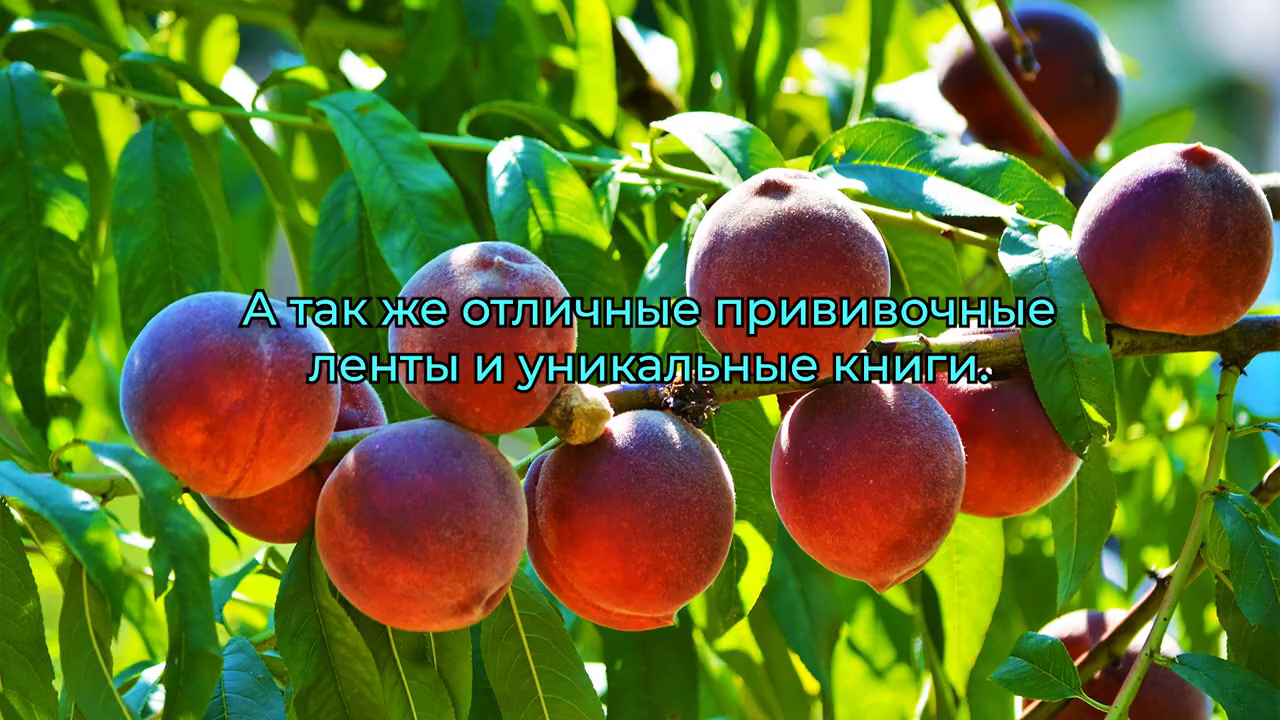 А так же отличные прививочные
ленты и уникальные книги.